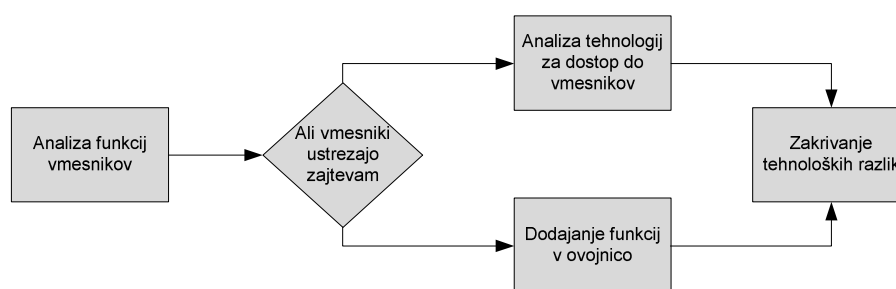 Analiza funkcij
vmesnikov
Ali vmesniki
ustrezajo
zajtevam
Analiza tehnologij
za dostop do
vmesnikov
Dodajanje funkcij
v ovojnico
Zakrivanje
tehnoloških razlik